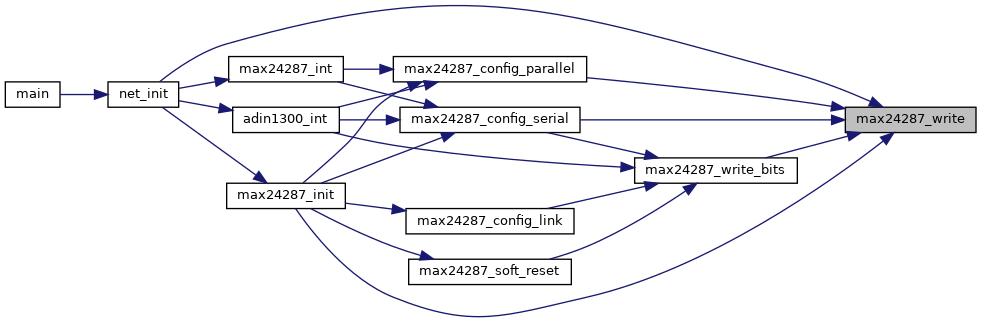 main
net_init
max24287_int
adin1300_int
max24287_init
max24287_config_parallel
max24287_config_serial
max24287_config_link
max24287_soft_reset
max24287_write_bits
max24287_write